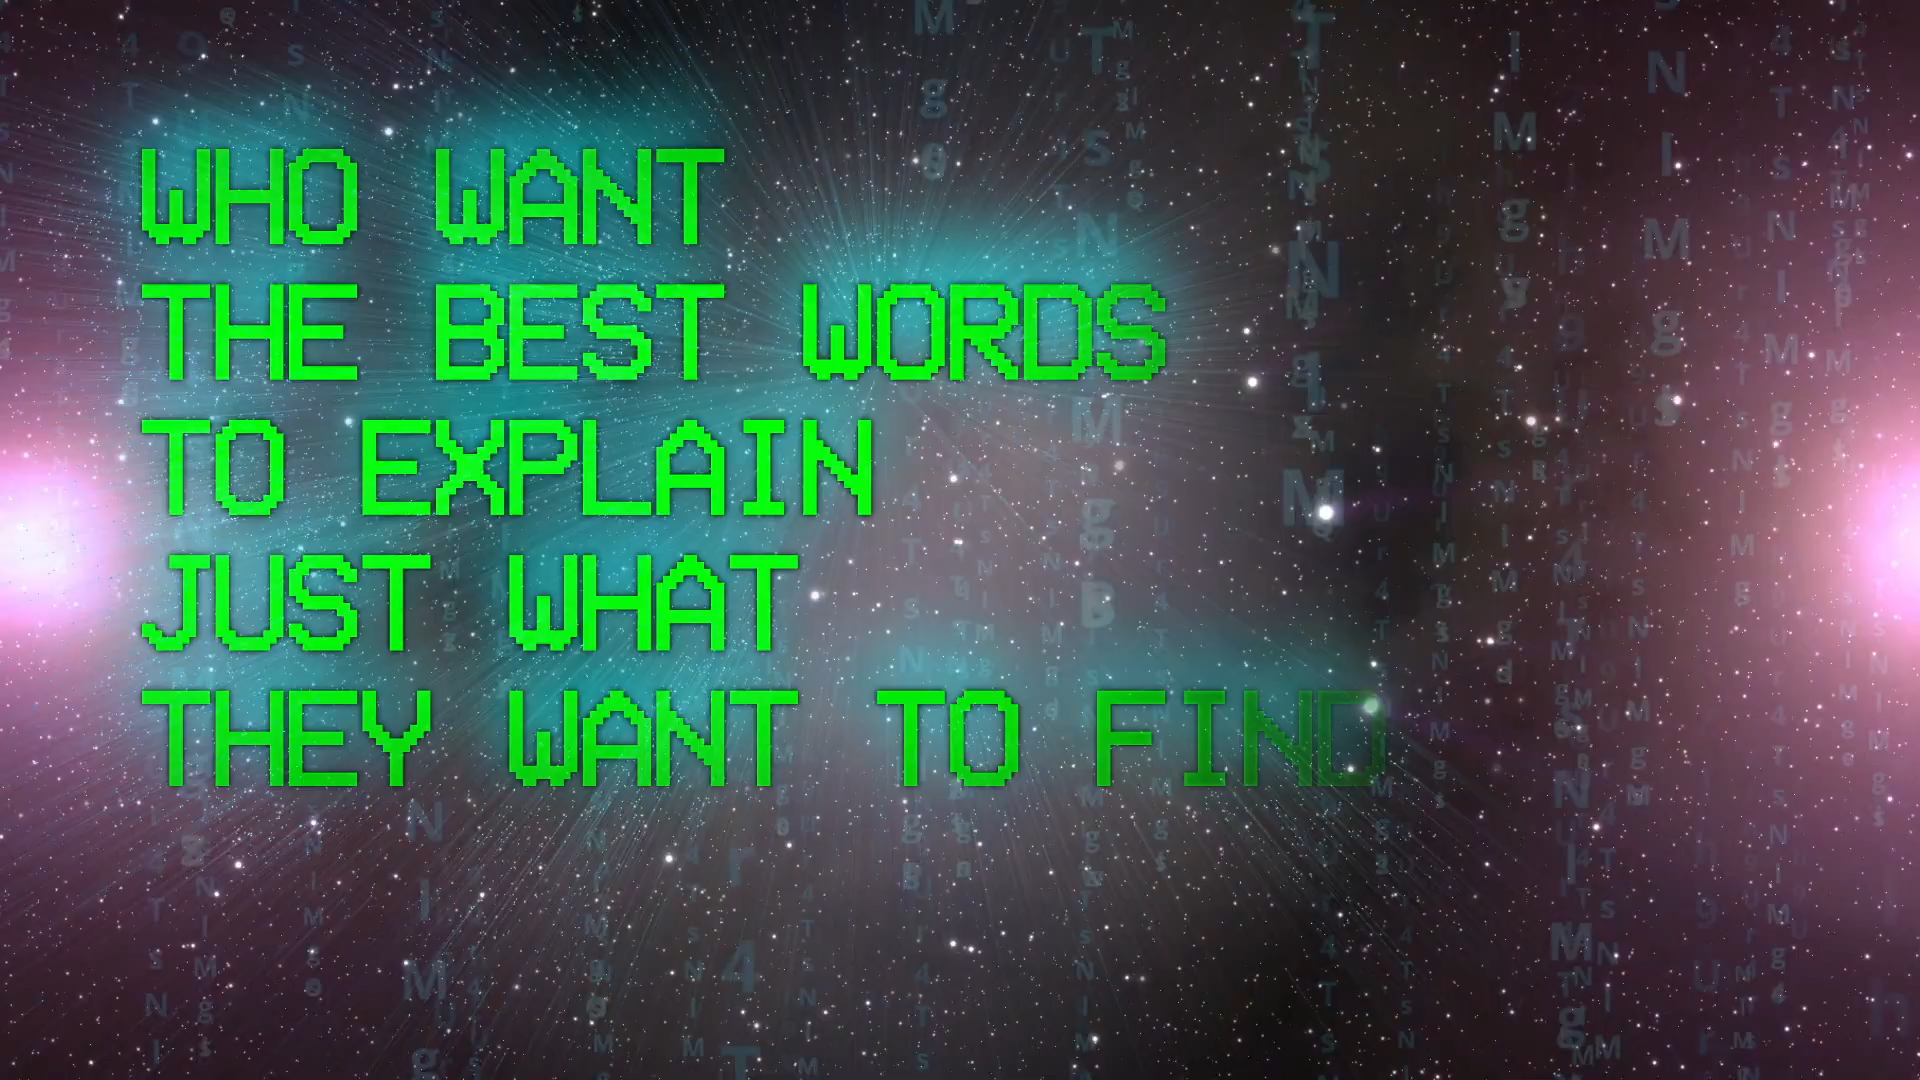 WHO WANT
THE BEST WORDS
TO EXPLAIN
JUST WHAT
THEY WANT TO FIND